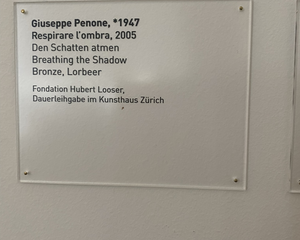 Giuseppe Penone, *1947
Respirare l'ombra, 2005
Den Schatten atmen
Breathing the Shadow
Bronze, Lorbeer
Fondation Hubert Looser,
Dauerleihgabe im Kunsthaus Zürich